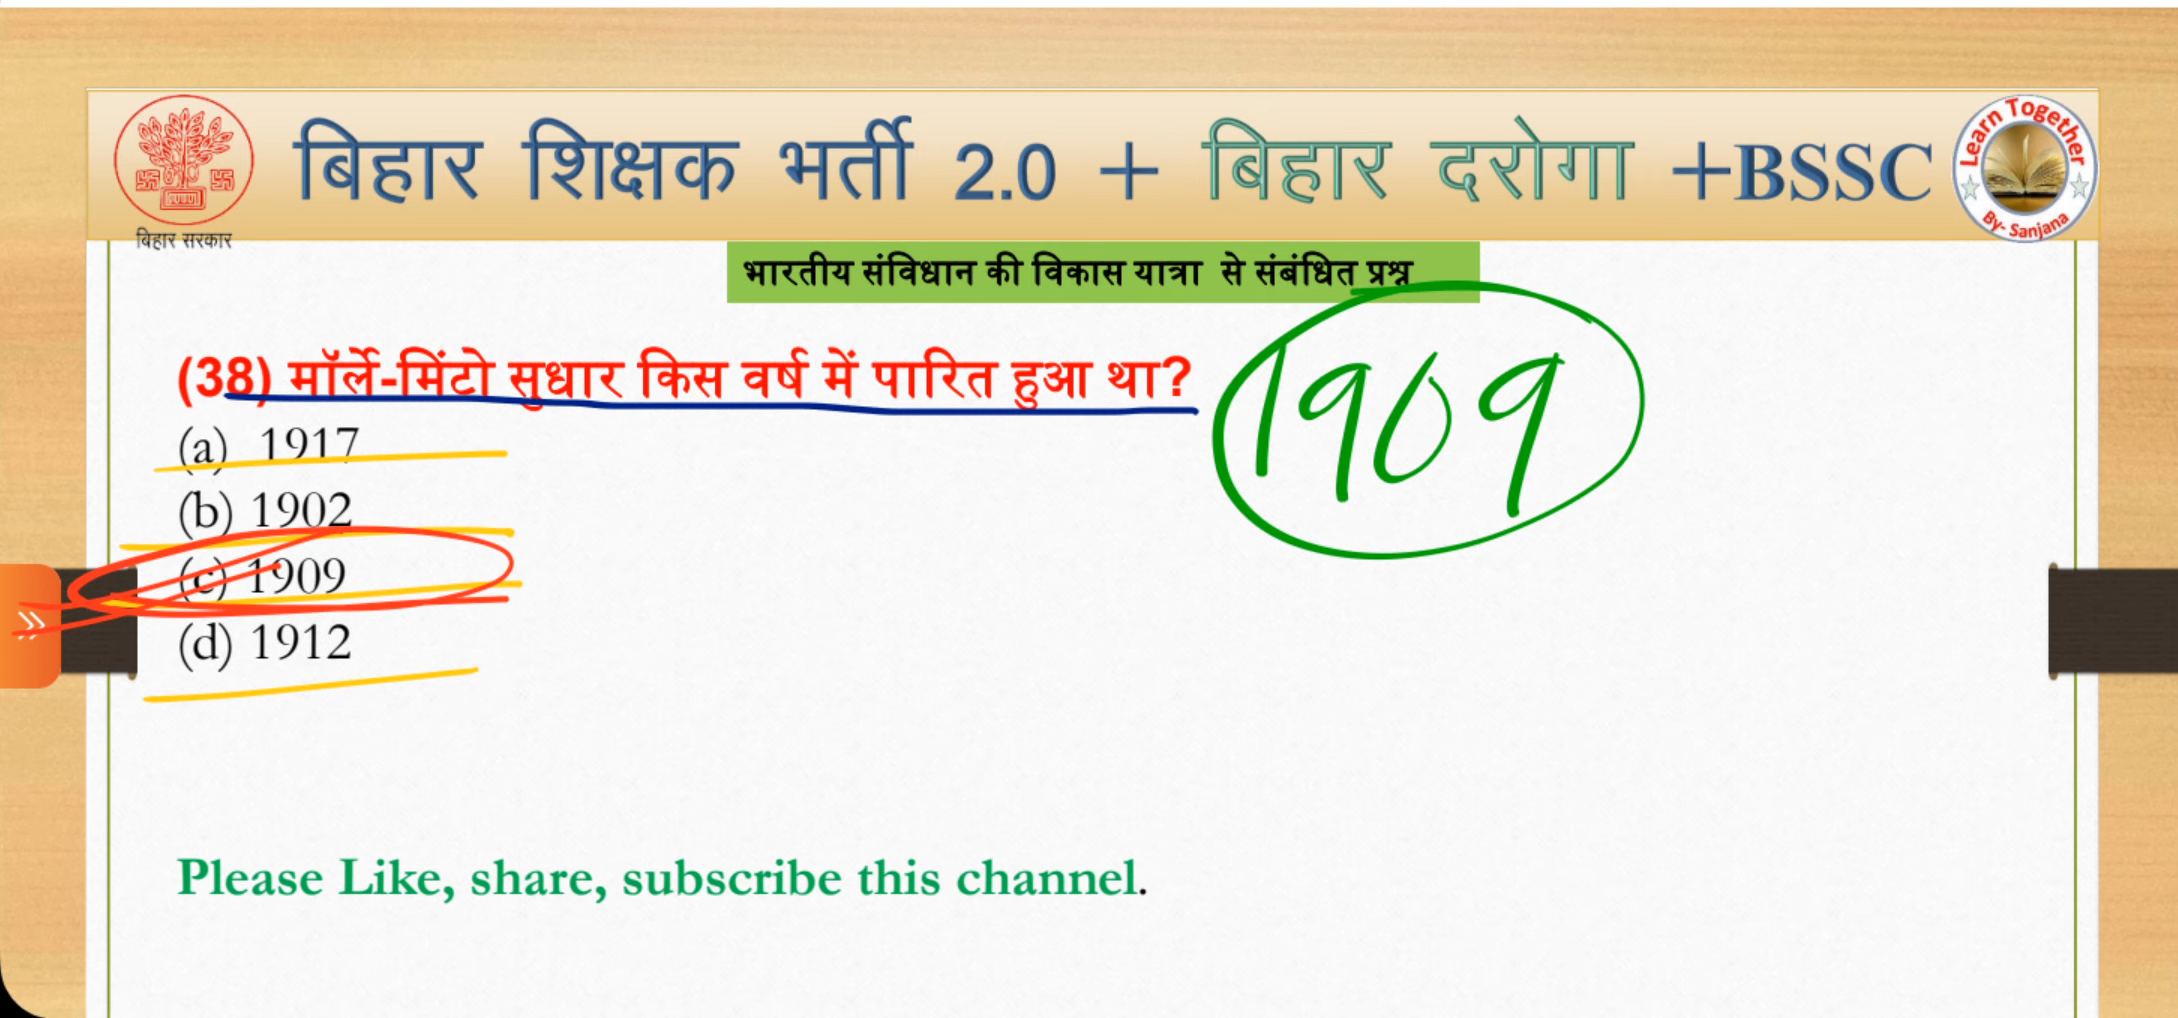 बिहार शिक्षक भर्ती 2.0 + बिहार दरोगा +BSSC
Learn Together
By- Sanjana
बिहार सरकार
भारतीय संविधान की विकास यात्रा से संबंधित प्रश्न
(38) मॉर्ले-मिंटो सुधार किस वर्ष में पारित हुआ था?
1909
(a) 1917
(b) 1902
(c) 1909
(d) 1912
Please Like, share, subscribe this channel.